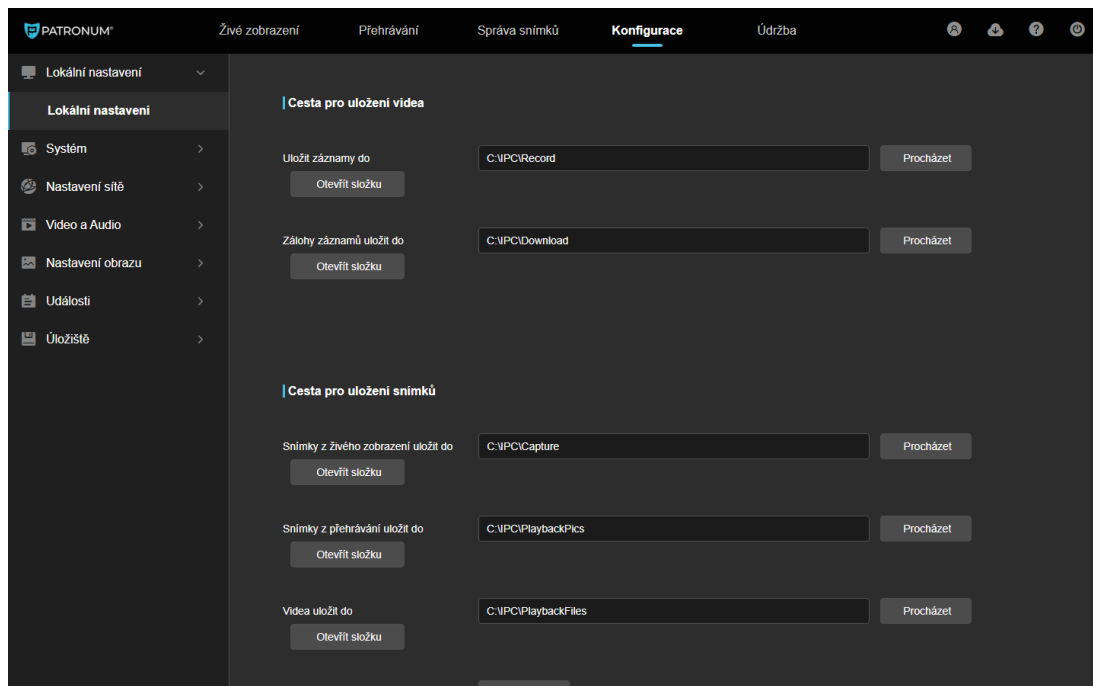 PATRONUM®
Živé zobrazení Přehrávání Správa snímků Konfigurace Údržba
Lokální nastavení
Lokální nastavení
Systém
Nastavení sítě
Video a Audio
Nastavení obrazu
Události
Úložiště
Cesta pro uložení videa
Uložit záznamy do C:\IPC\Record Procházet
Otevřít složku
Zálohy záznamů uložit do C:\IPC\Download Procházet
Otevřít složku
Cesta pro uložení snímků
Snímky z živého zobrazení uložit do C:\IPC\Capture Procházet
Otevřít složku
Snímky z přehrávání uložit do C:\IPC\PlaybackPics Procházet
Otevřít složku
Videa uložit do C:\IPC\PlaybackFiles Procházet
Otevřít složku